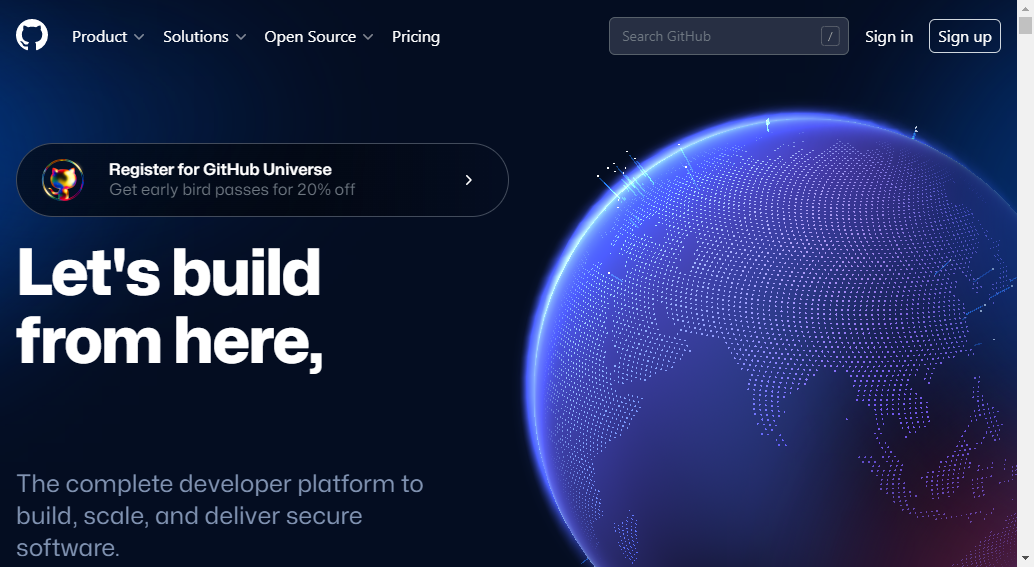 Product
Solutions
Open Source
Pricing
Search GitHub
/
Sign in
Sign up
Register for GitHub Universe
Get early bird passes for 20% off
Let's build
from here,
The complete developer platform to
build, scale, and deliver secure
software.